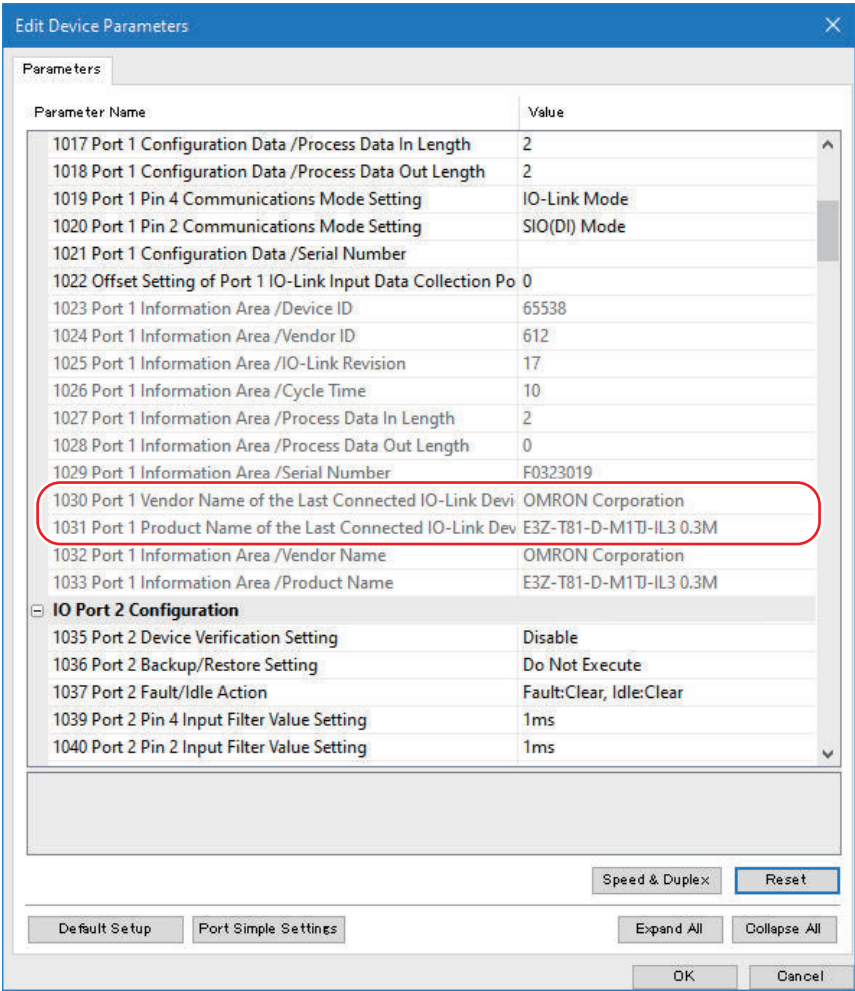 Edit Device Parameters
Parameters
Parameter Name Value
1017 Port 1 Configuration Data /Process Data In Length 2
1018 Port 1 Configuration Data /Process Data Out Length 2
1019 Port 1 Pin 4 Communications Mode Setting IO-Link Mode
1020 Port 1 Pin 2 Communications Mode Setting SIO(DI) Mode
1021 Port 1 Configuration Data /Serial Number
1022 Offset Setting of Port 1 IO-Link Input Data Collection Po 0
1023 Port 1 Information Area /Device ID 65538
1024 Port 1 Information Area /Vendor ID 612
1025 Port 1 Information Area /IO-Link Revision 17
1026 Port 1 Information Area /Cycle Time 10
1027 Port 1 Information Area /Process Data In Length 2
1028 Port 1 Information Area /Process Data Out Length 0
1029 Port 1 Information Area /Serial Number F0323019
1030 Port 1 Vendor Name of the Last Connected IO-Link Devi OMRON Corporation
1031 Port 1 Product Name of the Last Connected IO-Link Dev E3Z-T81-D-M1TJ-IL3 0.3M
1032 Port 1 Information Area /Vendor Name OMRON Corporation
1033 Port 1 Information Area /Product Name E3Z-T81-D-M1TJ-IL3 0.3M
IO Port 2 Configuration
1035 Port 2 Device Verification Setting Disable
1036 Port 2 Backup/Restore Setting Do Not Execute
1037 Port 2 Fault/Idle Action Fault:Clear, Idle:Clear
1039 Port 2 Pin 4 Input Filter Value Setting 1ms
1040 Port 2 Pin 2 Input Filter Value Setting 1ms
Speed & Duplex Reset
Default Setup Port Simple Settings Expand All Collapse All
OK Cancel